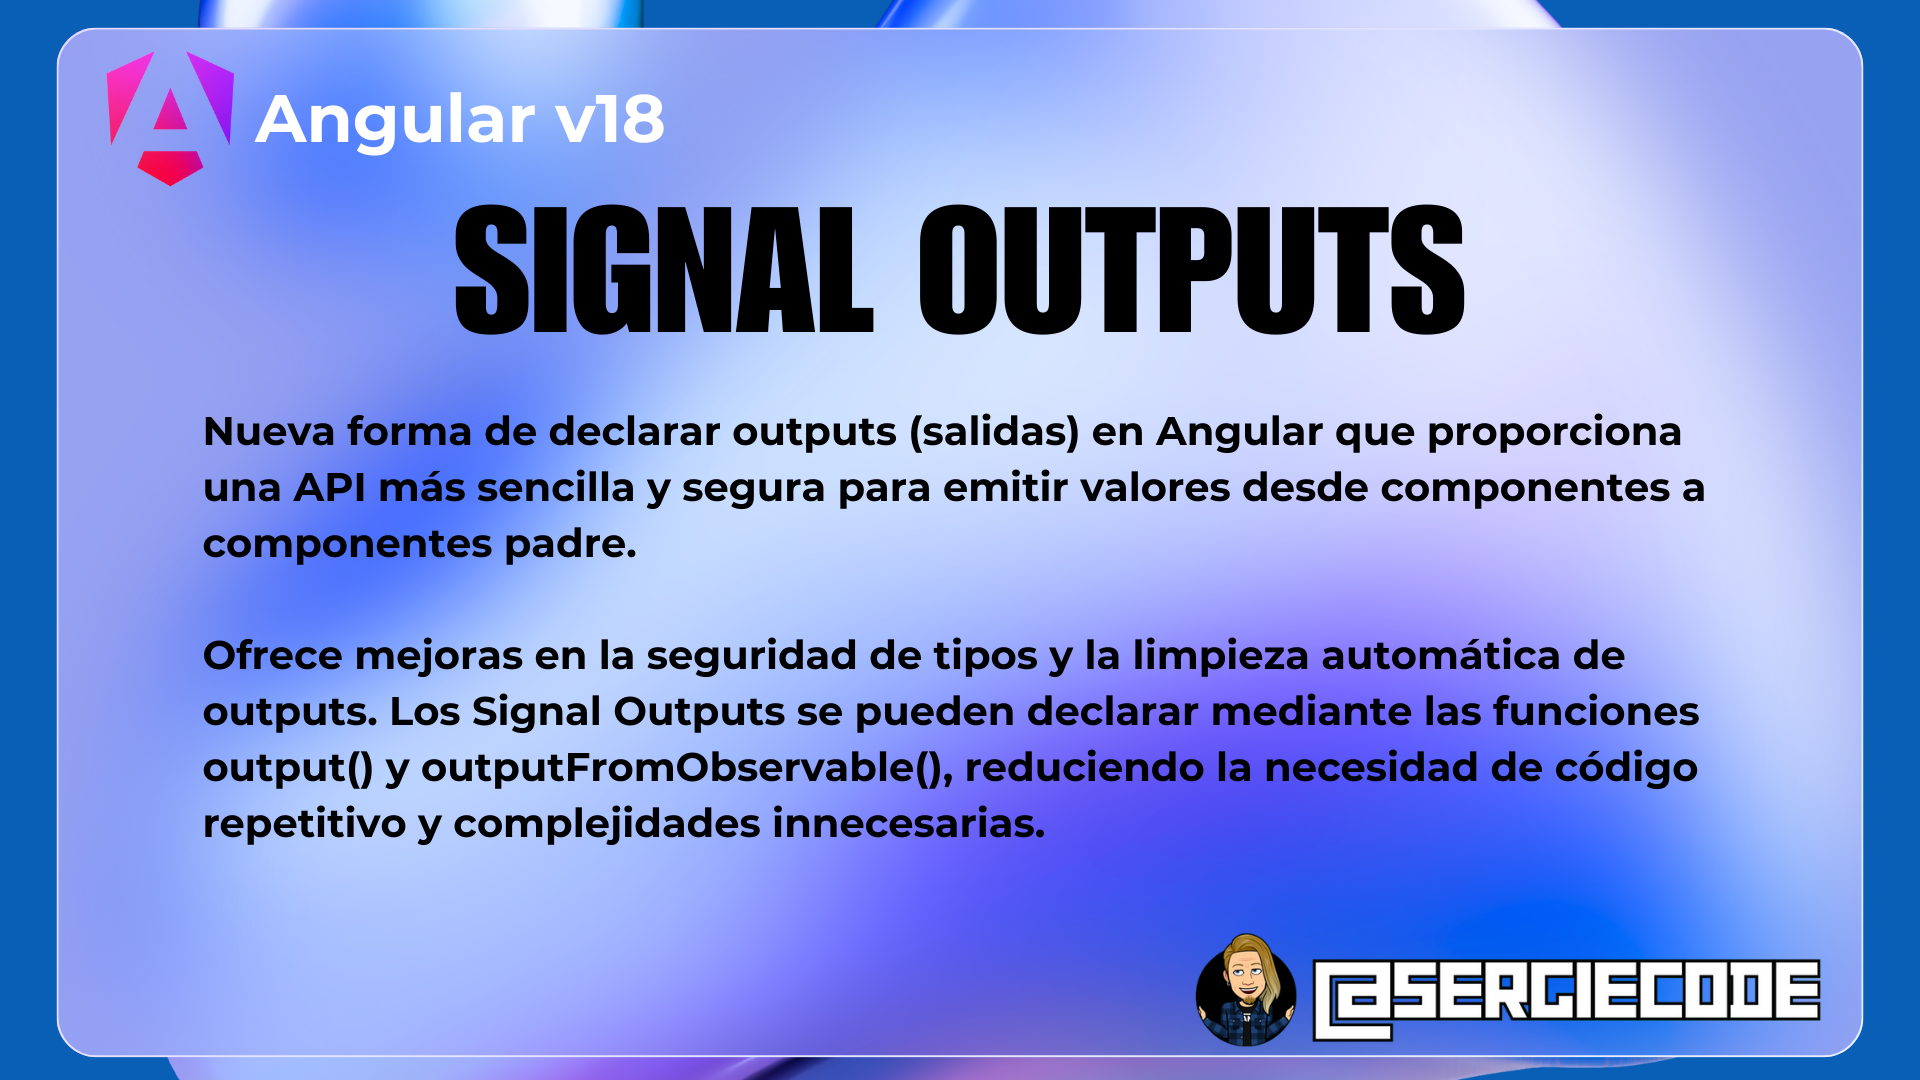 Angular v18
SIGNAL OUTPUTS
Nueva forma de declarar outputs (salidas) en Angular que proporciona
una API más sencilla y segura para emitir valores desde componentes a
componentes padre.
Ofrece mejoras en la seguridad de tipos y la limpieza automática de
outputs. Los Signal Outputs se pueden declarar mediante las funciones
output() y outputFromObservable(), reduciendo la necesidad de código
repetitivo y complejidades innecesarias.
@SERGIECODE